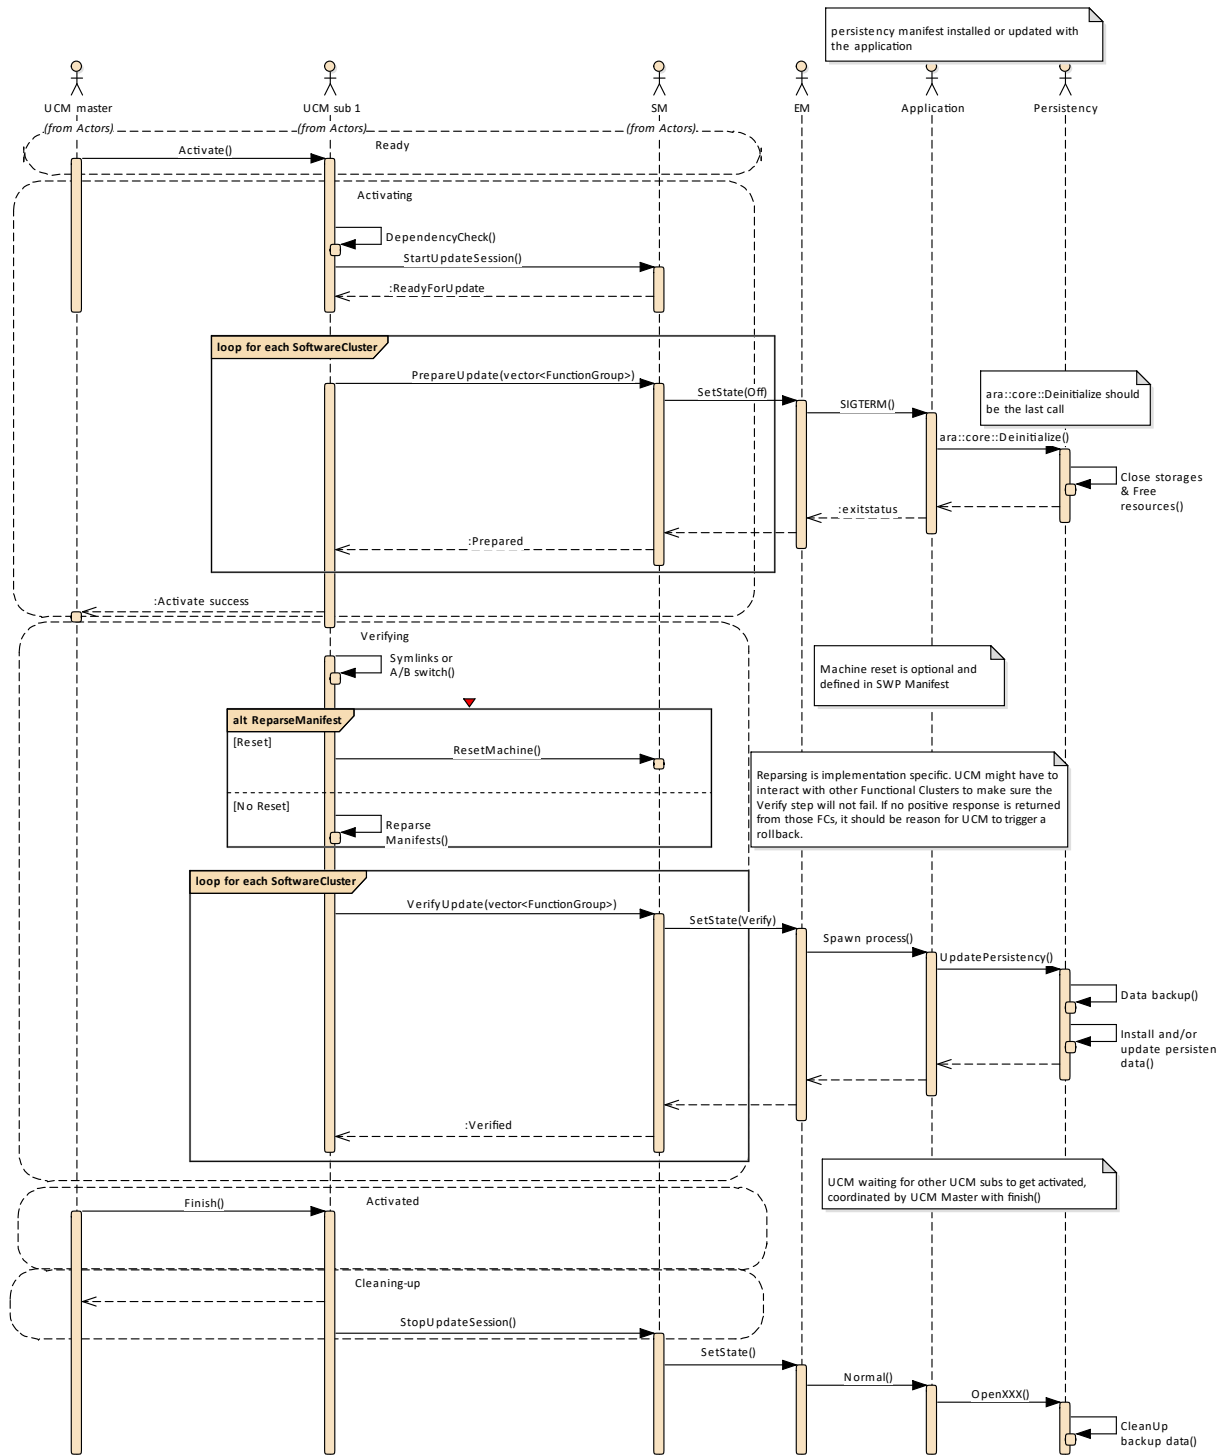 persistency manifest installed or updated with
the application
UCM master
UCM sub 1
SM
EM
Application
Persistency
(from Actors)
(from Actors)
(from Actors)
Ready
Activate()
Activating
DependencyCheck()
StartUpdateSession()
:ReadyForUpdate
loop for each SoftwareCluster
PrepareUpdate(vector<FunctionGroup>)
SetState(Off)
SIGTERM()
ara::core::Deinitialize should
be the last call
ara::core::Deinitialize()
Close storages
& Free
resources()
:exitstatus
:Prepared
:Activate success
Verifying
Symlinks or
A/B switch()
Machine reset is optional and
defined in SWP Manifest
alt ReparseManifest
[Reset]
ResetMachine()
Reparsing is implementation specific. UCM might have to
interact with other Functional Clusters to make sure the
Verify step will not fail. If no positive response is returned
from those FCs, it should be reason for UCM to trigger a
rollback.
[No Reset]
Reparse
Manifests()
loop for each SoftwareCluster
VerifyUpdate(vector<FunctionGroup>)
SetState(Verify)
Spawn process()
UpdatePersistency()
Data backup()
Install and/or
update persisten
data()
:Verified
UCM waiting for other UCM subs to get activated,
coordinated by UCM Master with finish()
Activated
Finish()
Cleaning-up
StopUpdateSession()
SetState()
Normal()
OpenXXX()
CleanUp
backup data()